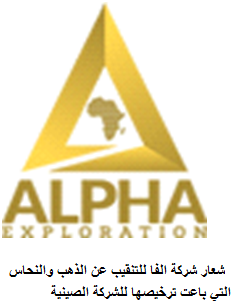 ALPHA
EXPLORATION
شعار شركة الفا للتنقيب عن الذهب والنحاس
التي باعت ترخيصها للشركة الصينية